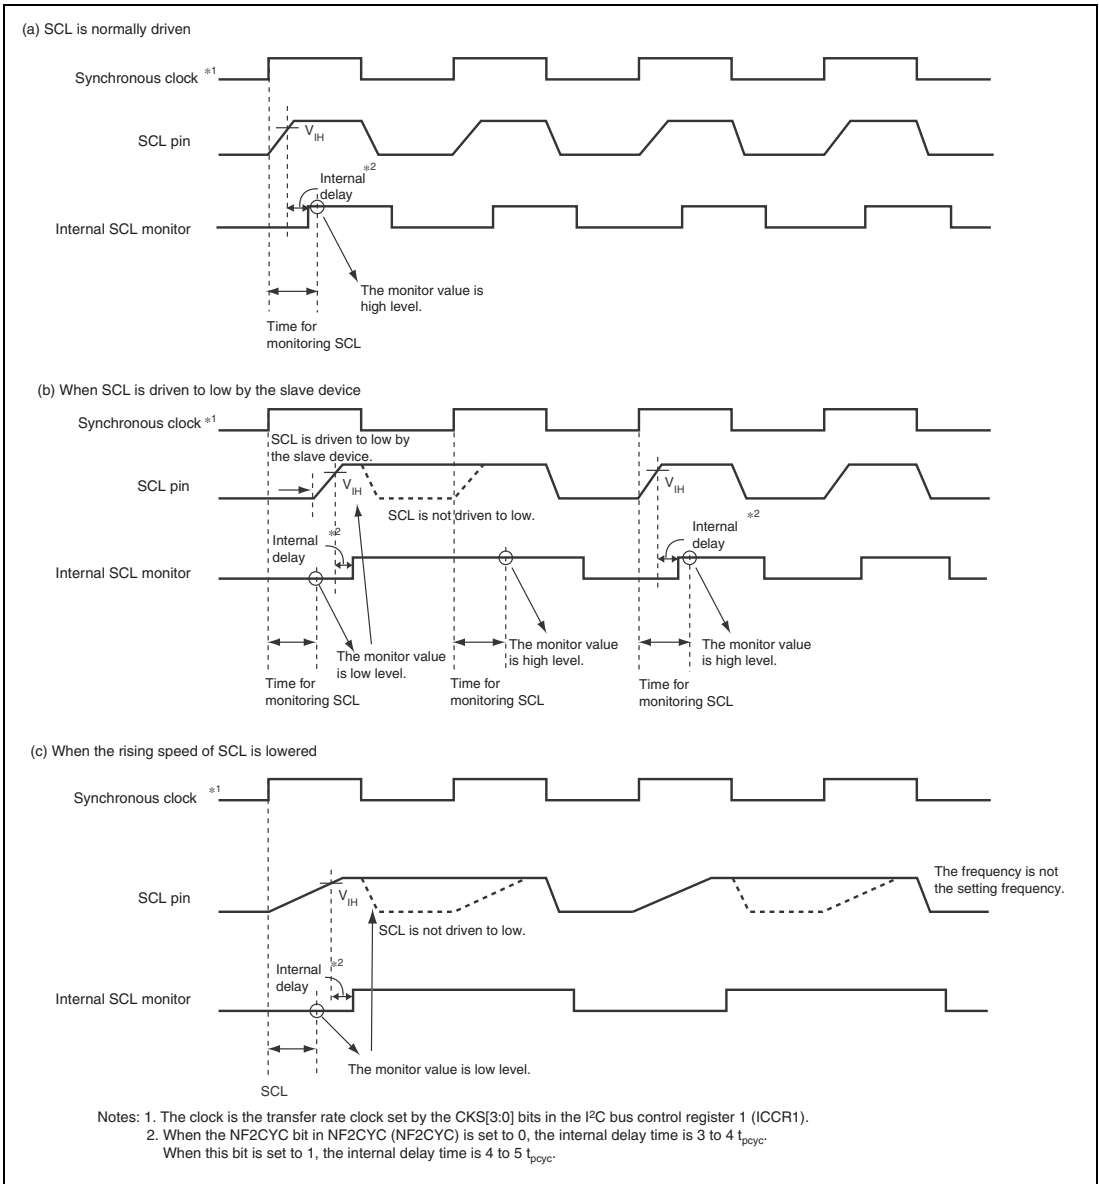 (a) SCL is normally driven
Synchronous clock *1
SCL pin
VIH
Internal *2
delay
Internal SCL monitor
The monitor value is
high level.
Time for
monitoring SCL
(b) When SCL is driven to low by the slave device
Synchronous clock *1
SCL is driven to low by
the slave device.
SCL pin
VIH
VIH
SCL is not driven to low.
Internal *2
delay
Internal *2
delay
Internal SCL monitor
The monitor value
is low level.
The monitor value
is high level.
The monitor value
is high level.
Time for
monitoring SCL
Time for
monitoring SCL
Time for
monitoring SCL
(c) When the rising speed of SCL is lowered
Synchronous clock *1
The frequency is not
the setting frequency.
SCL pin
VIH
SCL is not driven to low.
Internal *2
delay
Internal SCL monitor
The monitor value is low level.
SCL
Notes: 1. The clock is the transfer rate clock set by the CKS[3:0] bits in the I2C bus control register 1 (ICCR1).
2. When the NF2CYC bit in NF2CYC (NF2CYC) is set to 0, the internal delay time is 3 to 4 tpcyc.
When this bit is set to 1, the internal delay time is 4 to 5 tpcyc.